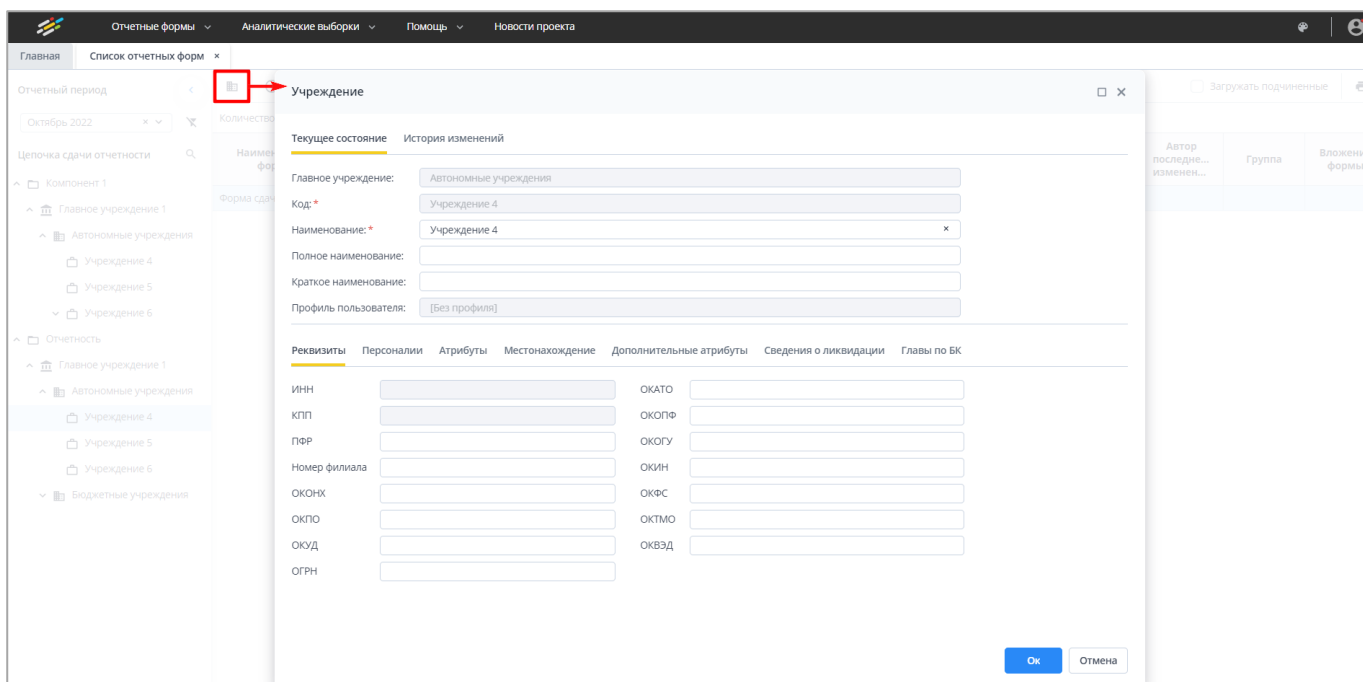 Отчетные формы Аналитические выборки Помощь Новости проекта
Главная Список отчетных форм ×
Отчетный период Учреждение Загружать подчиненные
Октябрь 2022 Количество
Текущее состояние История изменений
Цепочка сдачи отчетности Автор последне... изменен... Группа
Главное учреждение: Автономные учреждения
Компонент 1
Форма
Код: * Учреждение 4
Главное учреждение 1
Наименование: * Учреждение 4 ×
Автономные учреждения
Полное наименование:
Учреждение 4
Краткое наименование:
Учреждение 5
Профиль пользователя: [Без профиля]
Учреждение 6
Отчетность
Реквизиты Персоналии Атрибуты Местонахождение Дополнительные атрибуты Сведения о ликвидации Главы по БК
Главное учреждение 1
ИНН ОКАТО
Автономные учреждения
КПП ОКОПФ
Учреждение 4
ПФР ОКОГУ
Учреждение 5
Номер филиала ОКИН
Учреждение 6
ОКОНХ ОКФС
Бюджетные учреждения
ОКПО ОКТМО
ОКУД ОКВЭД
ОГРН
Ок Отмена